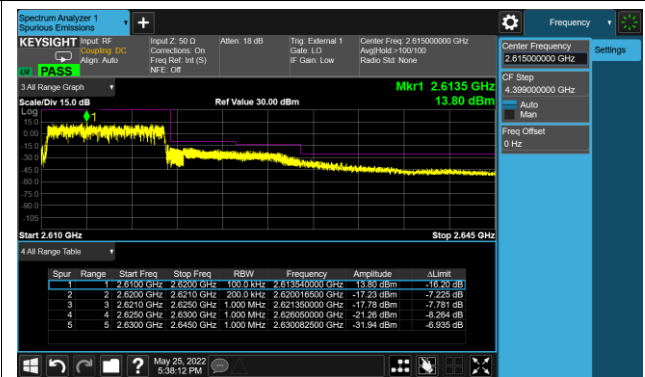 Spectrum Analyzer 1
Spurious Emissions
Frequency
KEYSIGHT
Input: RF
Coupling: DC
Align: Auto
Input Z: 50 Ω
Corrections: On
Freq Ref: Int (S)
NFE: Off
Atten: 18 dB
Trig: External 1
Gate: LO
IF Gain: Low
Center Freq: 2.615000000 GHz
Avg|Hold:>100/100
Radio Std: None
PASS
Center Frequency
2.615000000 GHz
Settings
CF Step
4.399000000 GHz
Auto
Man
Freq Offset
0 Hz
3 All Range Graph
Mkr1 2.6135 GHz
13.80 dBm
Scale/Div 15.0 dB
Ref Value 30.00 dBm
Log
1
15.0
0.00
-15.0
-30.0
-45.0
-60.0
-75.0
-90.0
-105
Start 2.610 GHz
Stop 2.645 GHz
4 All Range Table
Spur Range Start Freq Stop Freq RBW Frequency Amplitude ΔLimit
1 1 2.6100 GHz 2.6200 GHz 100.0 kHz 2.613540000 GHz 13.80 dBm -16.20 dB
2 2 2.6200 GHz 2.6210 GHz 200.0 kHz 2.620016500 GHz -17.23 dBm -7.225 dB
3 3 2.6210 GHz 2.6250 GHz 1.000 MHz 2.621350000 GHz -17.78 dBm -7.781 dB
4 4 2.6250 GHz 2.6300 GHz 1.000 MHz 2.626050000 GHz -21.26 dBm -8.264 dB
5 5 2.6300 GHz 2.6450 GHz 1.000 MHz 2.630082500 GHz -31.94 dBm -6.935 dB
May 25, 2022
5:38:12 PM